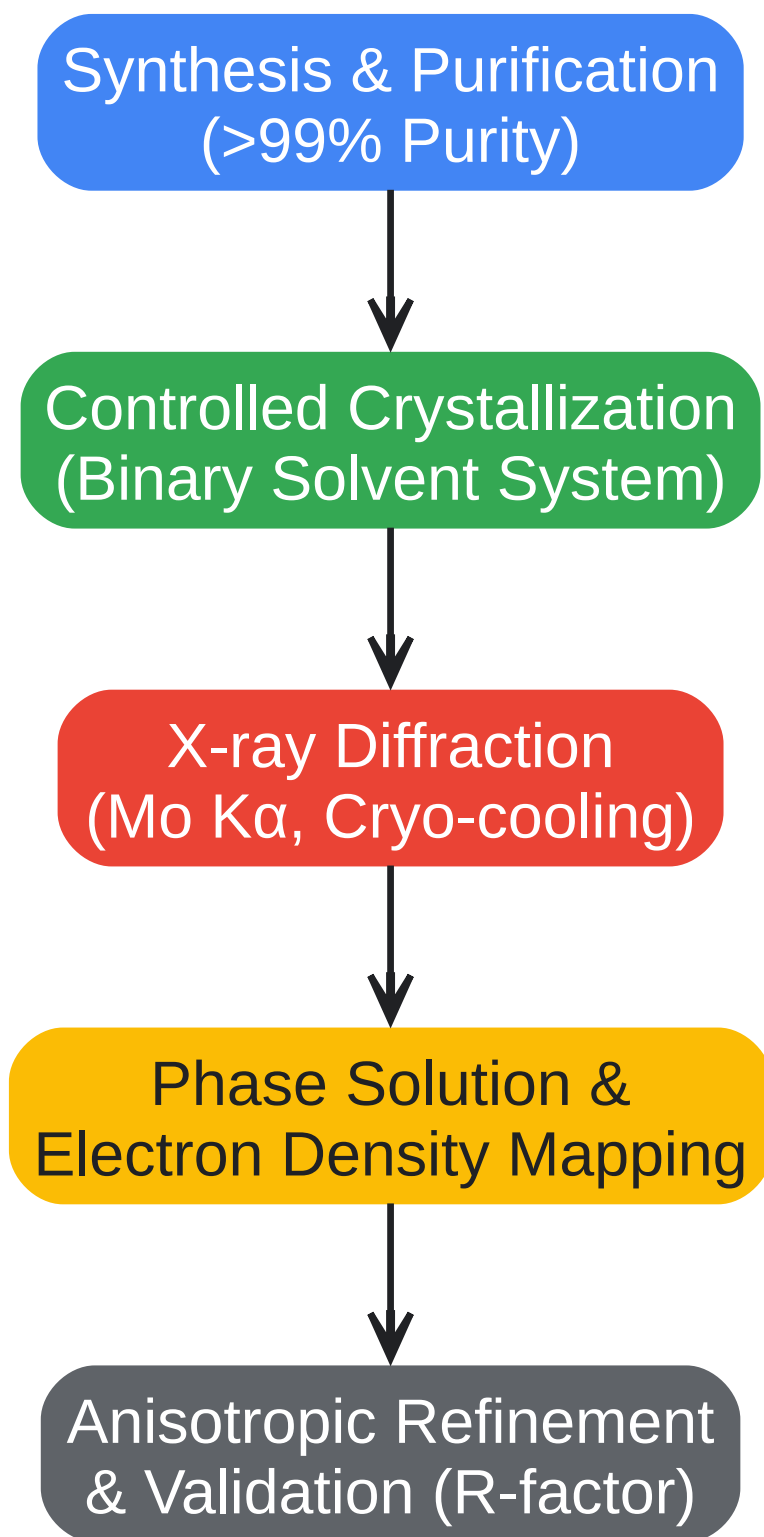 Synthesis & Purification
(>99% Purity)
Controlled Crystallization
(Binary Solvent System)
X-ray Diffraction
(Mo Kα, Cryo-cooling)
Phase Solution &
Electron Density Mapping
Anisotropic Refinement
& Validation (R-factor)